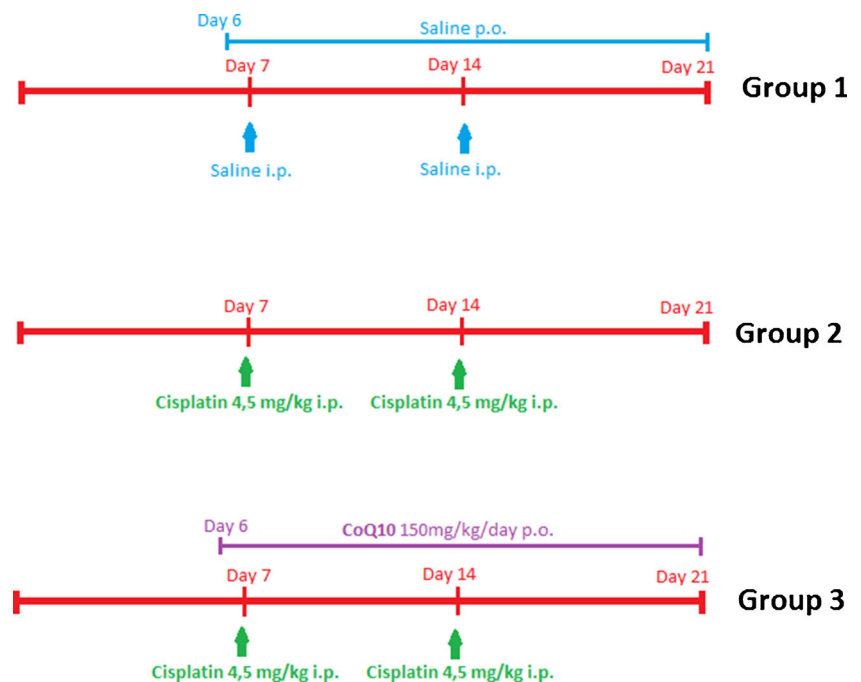 Day 6
Saline p.o.
Day 7
Day 14
Day 21
Group 1
Saline i.p.
Saline i.p.
Day 7
Day 14
Day 21
Group 2
Cisplatin 4,5 mg/kg i.p.
Cisplatin 4,5 mg/kg i.p.
Day 6
CoQ10 150mg/kg/day p.o.
Day 7
Day 14
Day 21
Group 3
Cisplatin 4,5 mg/kg i.p.
Cisplatin 4,5 mg/kg i.p.